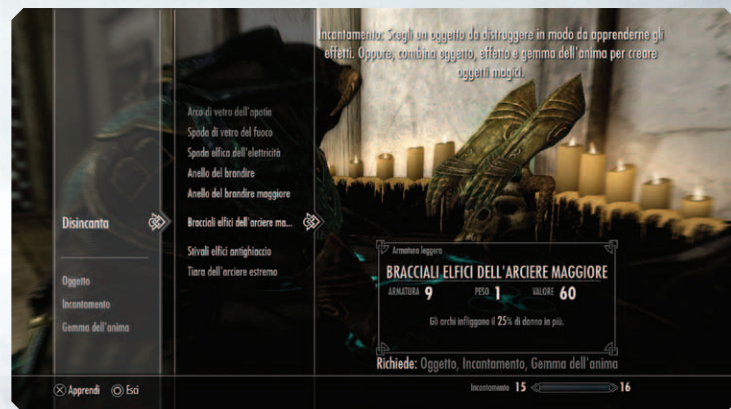 Incantamento: Scegli un oggetto da distruggere in modo da apprenderne gli
effetti. Oppure, combina oggetto, effetto e gemma dell'anima per creare
oggetti magici.
Arco di vetro dell'apatia
Spada di vetro del fuoco
Spada elfica dell'elettricità
Anello del brandire
Anello del brandire maggiore
Disincanta
Bracciali elfici dell'arciere ma...
Stivali elfici antighiaccio
Tiara dell'arciere estremo
Oggetto
Incantamento
Gemma dell'anima
Armatura leggera
BRACCIALI ELFICI DELL'ARCIERE MAGGIORE
ARMATURA 9 PESO 1 VALORE 60
Gli archi infliggono il 25% di danno in più.
Richiede: Oggetto, Incantamento, Gemma dell'anima
Apprendi Esci
Incantamento 15 16